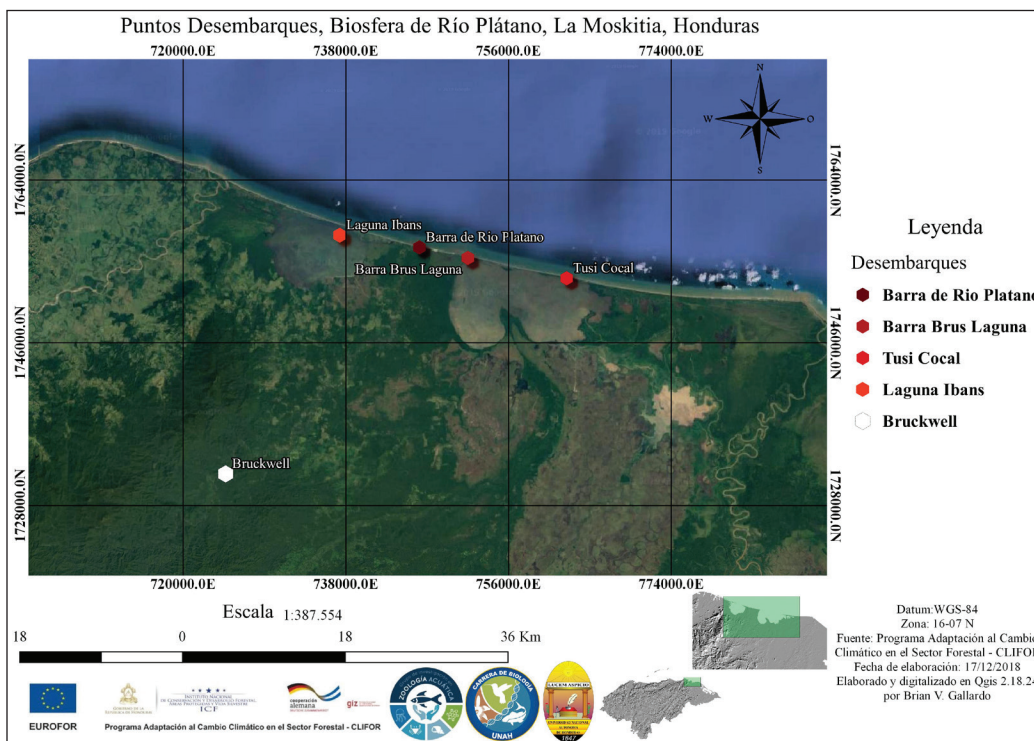 Puntos Desembarques, Biosfera de Río Plátano, La Moskitia, Honduras
720000.0E 738000.0E 756000.0E 774000.0E
N
W O
S
1764000.0N 1764000.0N
Laguna Ibans
Barra de Rio Platano
Barra Brus Laguna
Tusi Cocal
1746000.0N 1746000.0N
Bruckwell
1728000.0N 1728000.0N
720000.0E 738000.0E 756000.0E 774000.0E
Leyenda
Desembarques
Barra de Rio Platano
Barra Brus Laguna
Tusi Cocal
Laguna Ibans
Bruckwell
Escala 1:387.554
18 0 18 36 Km
Datum:WGS-84
Zona: 16-07 N
Fuente: Programa Adaptación al Cambio
Climático en el Sector Forestal - CLIFOR
Fecha de elaboración: 17/12/2018
Elaborado y digitalizado en Qgis 2.18.24
por Brian V. Gallardo
EUROFOR
ICF
cooperación
alemana
giz
Programa Adaptación al Cambio Climático en el Sector Forestal - CLIFOR
ZOOLOGÍA ACUÁTICA
CARRERA DE BIOLOGÍA
UNAH
LUCEM ASPICIO
1847